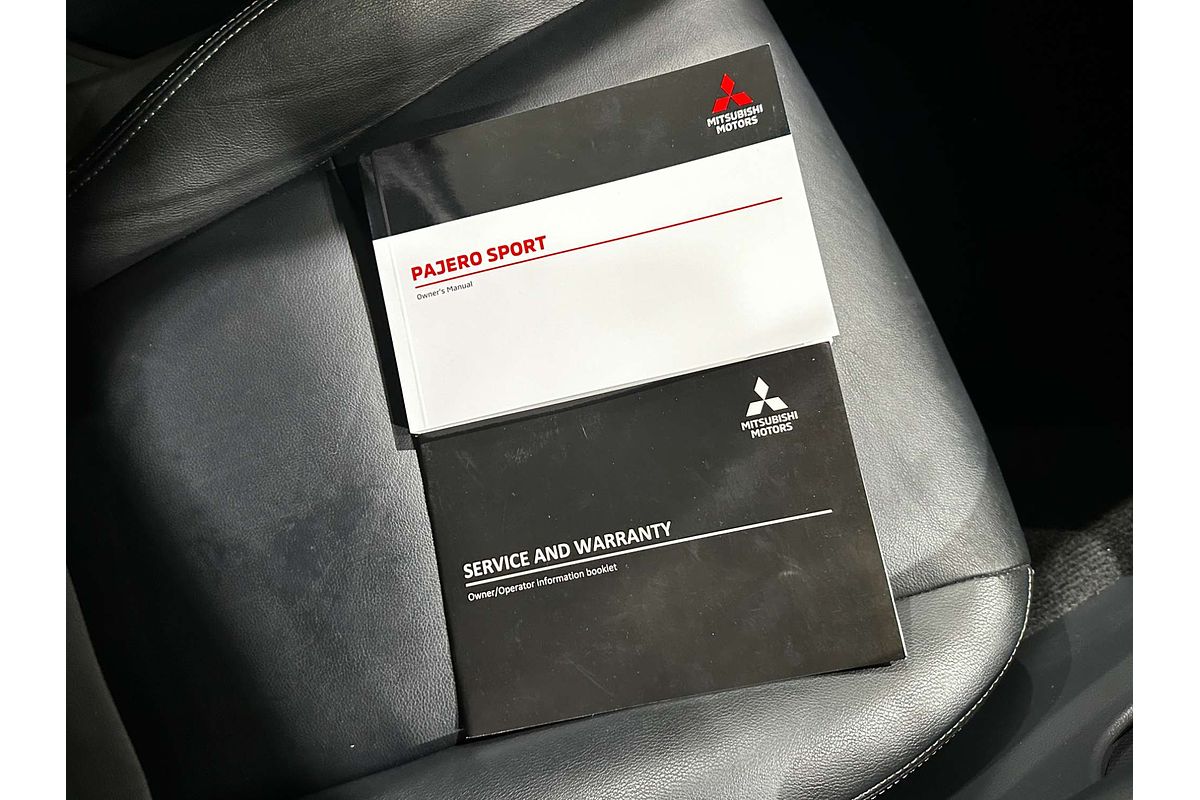 MITSUBISHI
MOTORS
PAJERO SPORT
Owner's Manual
MITSUBISHI
MOTORS
SERVICE AND WARRANTY
Owner/Operator Information booklet